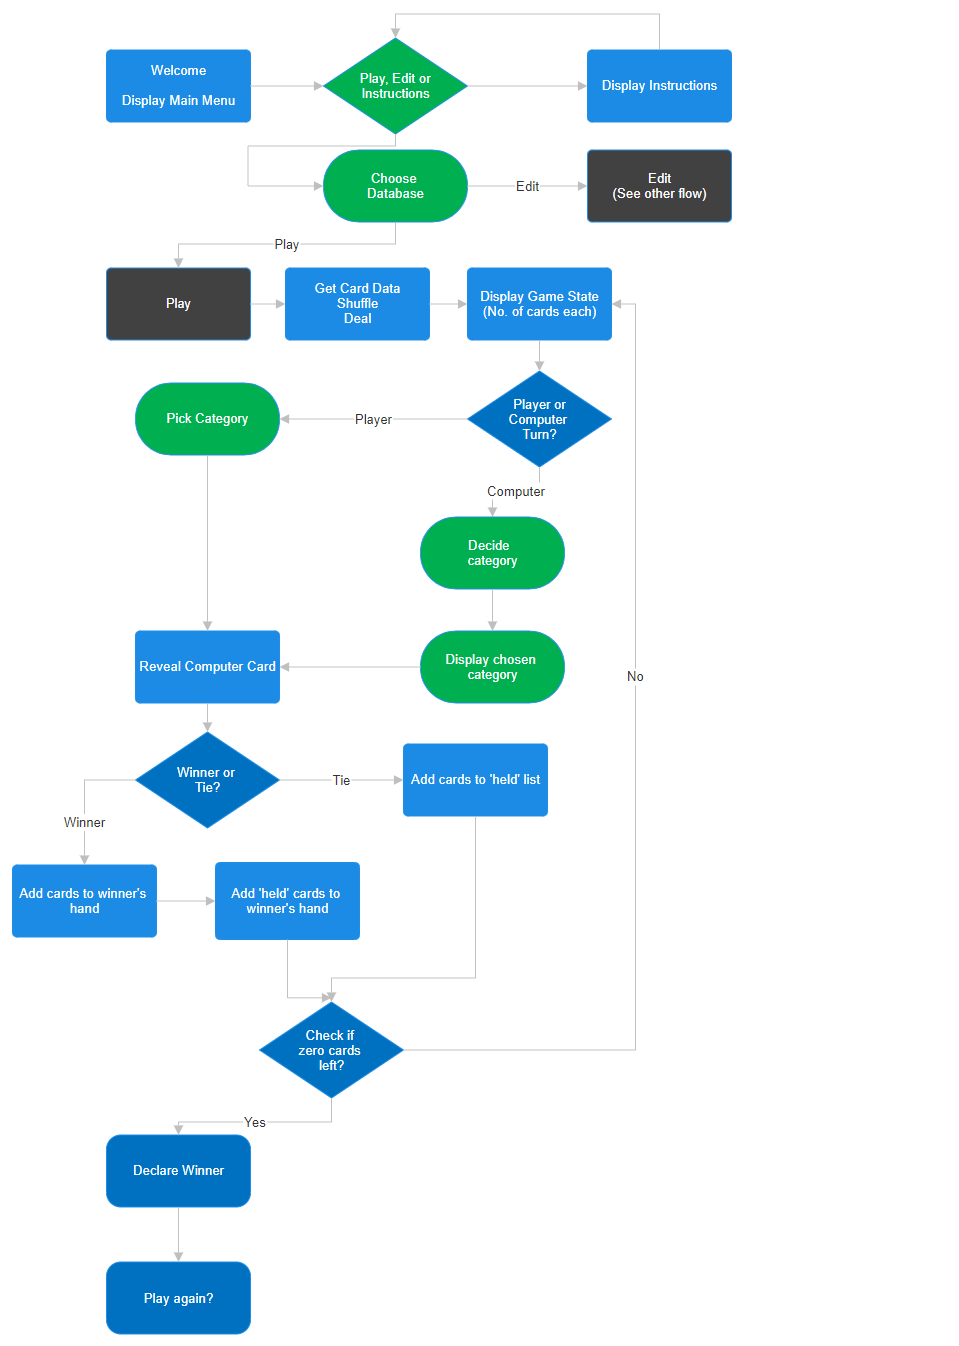 Welcome
Display Main Menu
Play, Edit or
Instructions
Display Instructions
Choose
Database
Edit
Edit
(See other flow)
Play
Play
Get Card Data
Shuffle
Deal
Display Game State
(No. of cards each)
Player or
Computer
Turn?
Player
Pick Category
Computer
Decide
category
Display chosen
category
Reveal Computer Card
No
Winner or
Tie?
Tie
Add cards to 'held' list
Winner
Add cards to winner's
hand
Add 'held' cards to
winner's hand
Check if
zero cards
left?
Yes
Declare Winner
Play again?